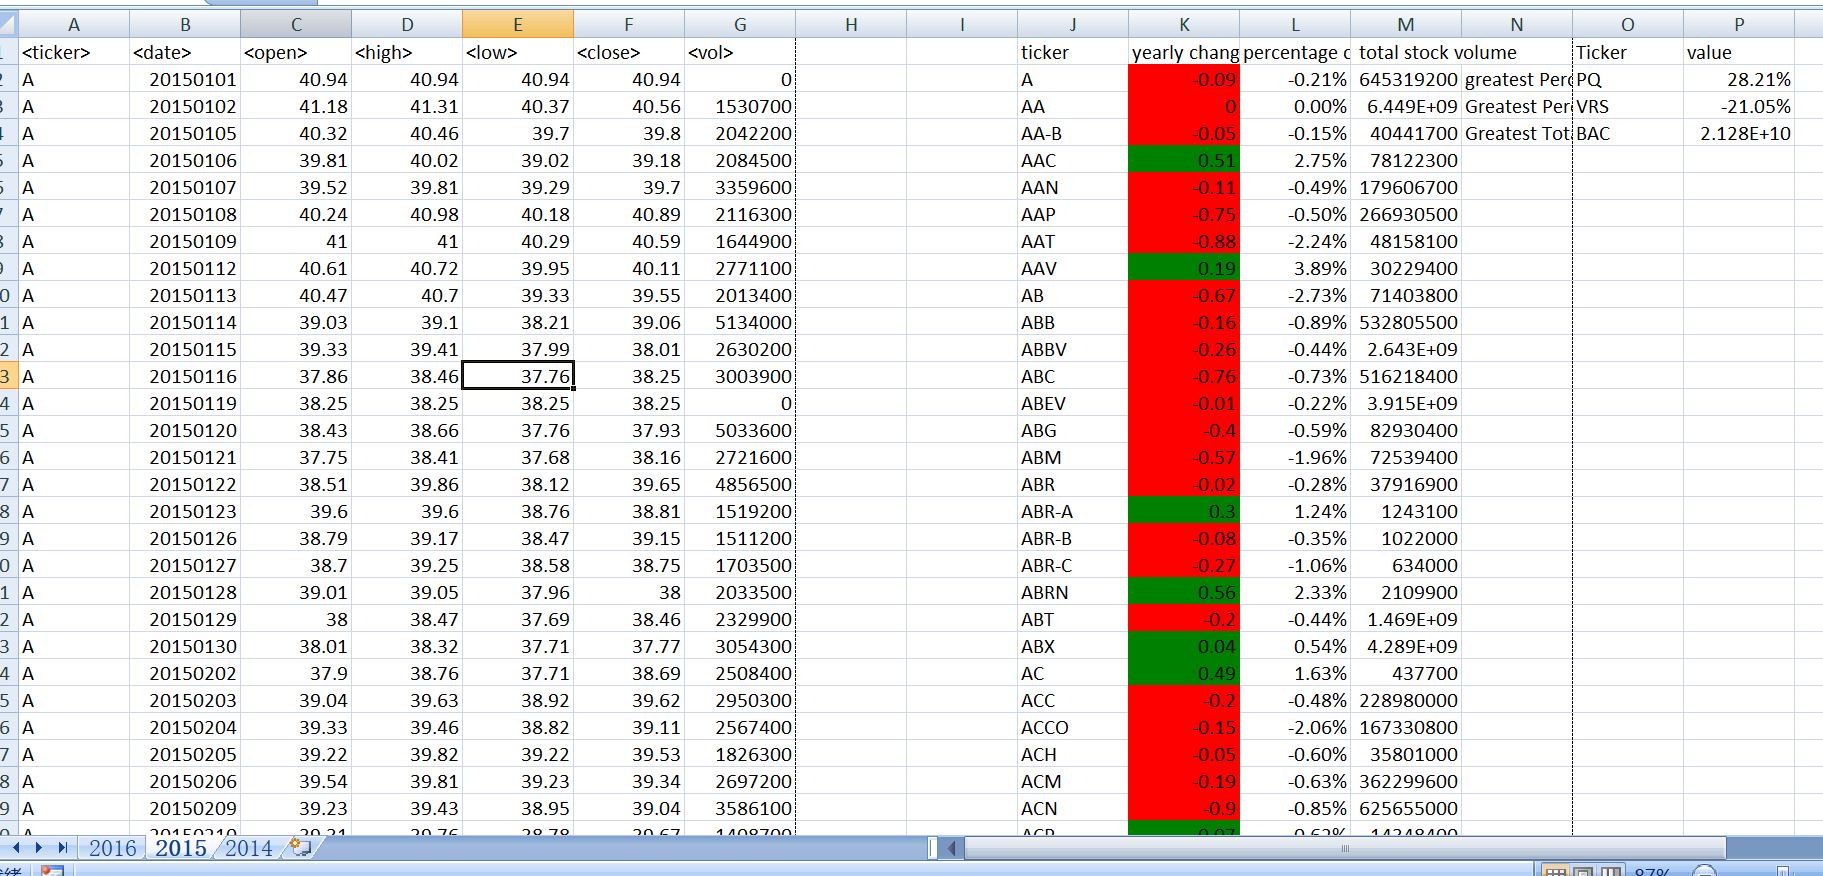 A B C D E F G H I J K L M N O P
<ticker> <date> <open> <high> <low> <close> <vol> ticker yearly chang percentage c total stock volume Ticker value
2 A 20150101 40.94 40.94 40.94 40.94 0 A -0.09 -0.21% 645319200 greatest Perc PQ 28.21%
3 A 20150102 41.18 41.31 40.37 40.56 1530700 AA 0 0.00% 6.449E+09 Greatest Per VRS -21.05%
4 A 20150105 40.32 40.46 39.7 39.8 2042200 AA-B -0.05 -0.15% 40441700 Greatest Tot BAC 2.128E+10
5 A 20150106 39.81 40.02 39.02 39.18 2084500 AAC 0.51 2.75% 78122300
6 A 20150107 39.52 39.81 39.29 39.7 3359600 AAN -0.11 -0.49% 179606700
7 A 20150108 40.24 40.98 40.18 40.89 2116300 AAP -0.75 -0.50% 266930500
8 A 20150109 41 41 40.29 40.59 1644900 AAT -0.88 -2.24% 48158100
9 A 20150112 40.61 40.72 39.95 40.11 2771100 AAV 0.19 3.89% 30229400
0 A 20150113 40.47 40.7 39.33 39.55 2013400 AB -0.67 -2.73% 71403800
1 A 20150114 39.03 39.1 38.21 39.06 5134000 ABB -0.16 -0.89% 532805500
2 A 20150115 39.33 39.41 37.99 38.01 2630200 ABBV -0.26 -0.44% 2.643E+09
3 A 20150116 37.86 38.46 37.76 38.25 3003900 ABC -0.76 -0.73% 516218400
4 A 20150119 38.25 38.25 38.25 38.25 0 ABEV -0.01 -0.22% 3.915E+09
5 A 20150120 38.43 38.66 37.76 37.93 5033600 ABG -0.4 -0.59% 82930400
6 A 20150121 37.75 38.41 37.68 38.16 2721600 ABM -0.57 -1.96% 72539400
7 A 20150122 38.51 39.86 38.12 39.65 4856500 ABR -0.02 -0.28% 37916900
8 A 20150123 39.6 39.6 38.76 38.81 1519200 ABR-A 0.3 1.24% 1243100
9 A 20150126 38.79 39.17 38.47 39.15 1511200 ABR-B -0.08 -0.35% 1022000
0 A 20150127 38.7 39.25 38.58 38.75 1703500 ABR-C -0.27 -1.06% 634000
1 A 20150128 39.01 39.05 37.96 38 2033500 ABRN 0.56 2.33% 2109900
2 A 20150129 38 38.47 37.69 38.46 2329900 ABT -0.2 -0.44% 1.469E+09
3 A 20150130 38.01 38.32 37.71 37.77 3054300 ABX 0.04 0.54% 4.289E+09
4 A 20150202 37.9 38.76 37.71 38.69 2508400 AC 0.49 1.63% 437700
5 A 20150203 39.04 39.63 38.92 39.62 2950300 ACC -0.2 -0.48% 228980000
6 A 20150204 39.33 39.46 38.82 39.11 2567400 ACCO -0.15 -2.06% 167330800
7 A 20150205 39.22 39.82 39.22 39.53 1826300 ACH -0.05 -0.60% 35801000
8 A 20150206 39.54 39.81 39.23 39.34 2697200 ACM -0.19 -0.63% 362299600
9 A 20150209 39.23 39.43 38.95 39.04 3586100 ACN -0.9 -0.85% 625655000
2016 2015 2014
87%